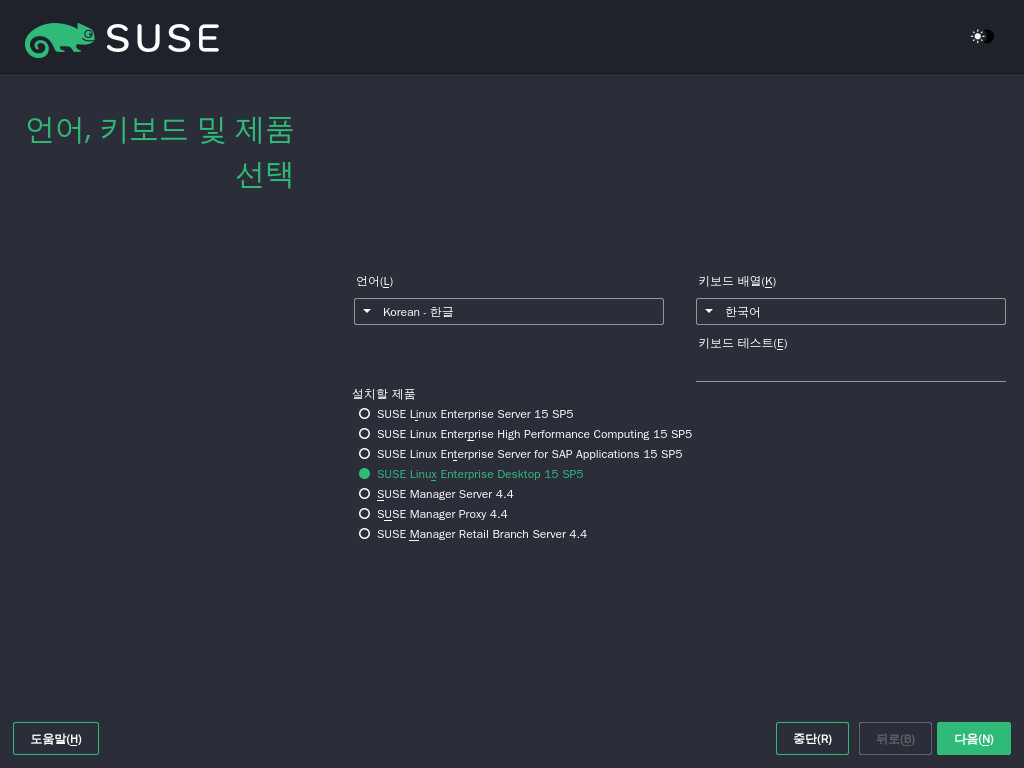 SUSE
언어, 키보드 및 제품
선택
언어(L)
키보드 배열(K)
Korean - 한글
한국어
키보드 테스트(E)
설치할 제품
SUSE Linux Enterprise Server 15 SP5
SUSE Linux Enterprise High Performance Computing 15 SP5
SUSE Linux Enterprise Server for SAP Applications 15 SP5
SUSE Linux Enterprise Desktop 15 SP5
SUSE Manager Server 4.4
SUSE Manager Proxy 4.4
SUSE Manager Retail Branch Server 4.4
도움말(H)
중단(R)
뒤로(B)
다음(N)